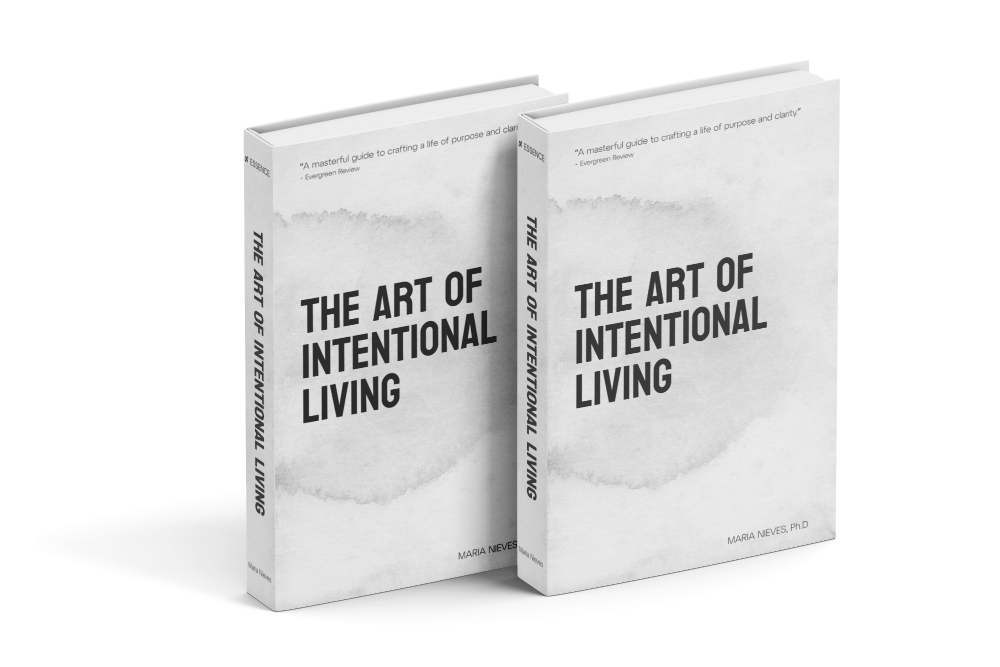 ESSENCE
THE ART OF INTENTIONAL LIVING
Maria Nieves
"A masterful guide to crafting a life of purpose and clari
- Evergreen Review
THE ART OF
INTENTIONAL
LIVING
MARIA NIEVES
ESSENCE
THE ART OF INTENTIONAL LIVING
Maria Nieves
"A masterful guide to crafting a life of purpose and clarity."
- Evergreen Review
THE ART OF
INTENTIONAL
LIVING
MARIA NIEVES, Ph.D